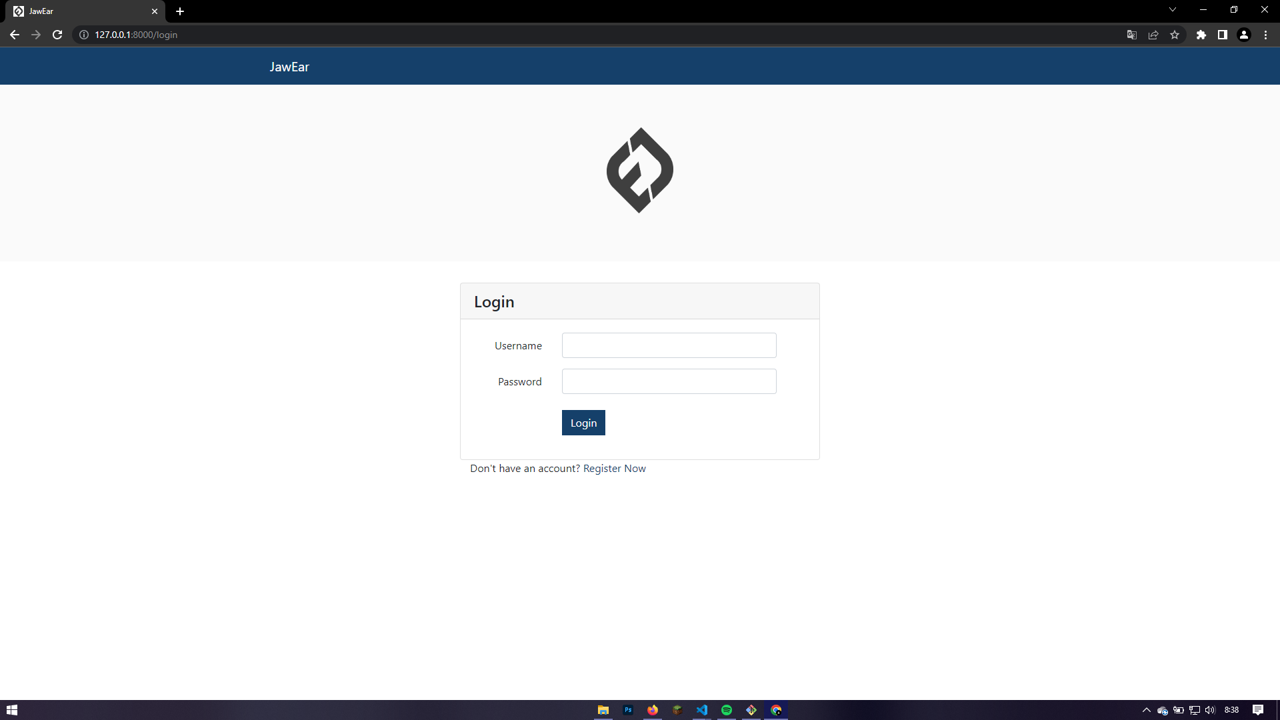 JawEar
127.0.0.1:8000/login
JawEar
Login
Username
Password
Login
Don't have an account? Register Now
Ps
8:38